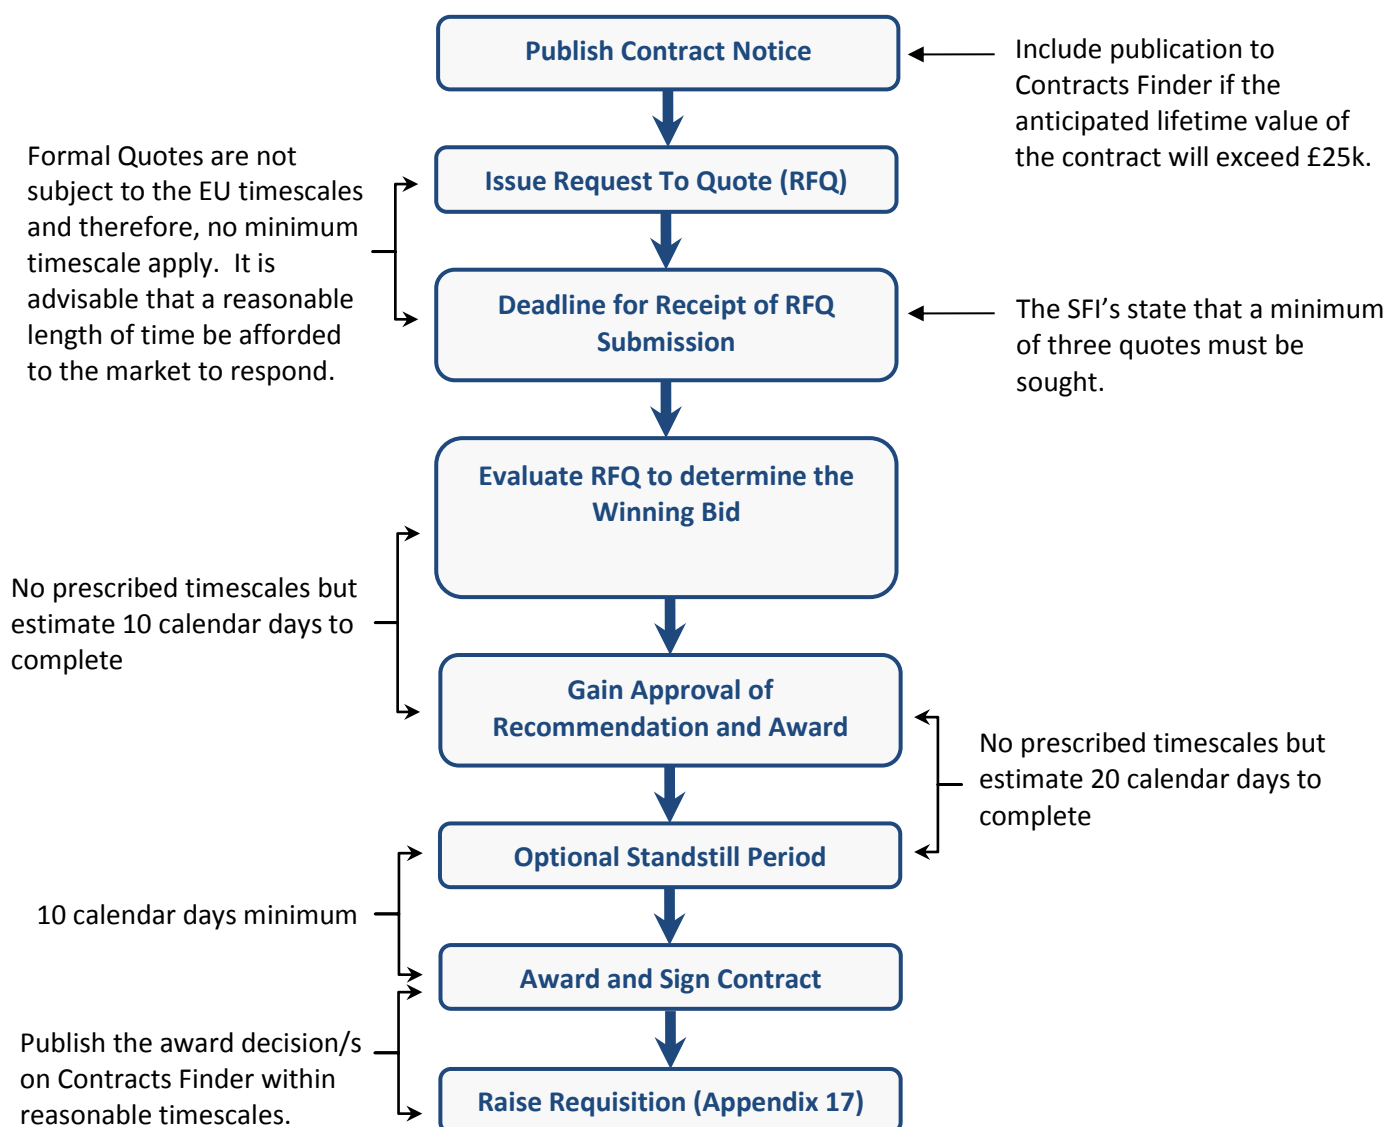 Publish Contract Notice
Include publication to
Contracts Finder if the
anticipated lifetime value of
the contract will exceed £25k.
Formal Quotes are not
subject to the EU timescales
and therefore, no minimum
timescale apply.  It is
advisable that a reasonable
length of time be afforded
to the market to respond.
Issue Request To Quote (RFQ)
Deadline for Receipt of RFQ
Submission
The SFI’s state that a minimum
of three quotes must be
sought.
Evaluate RFQ to determine the
Winning Bid
No prescribed timescales but
estimate 10 calendar days to
complete
Gain Approval of
Recommendation and Award
No prescribed timescales but
estimate 20 calendar days to
complete
Optional Standstill Period
10 calendar days minimum
Award and Sign Contract
Publish the award decision/s
on Contracts Finder within
reasonable timescales.
Raise Requisition (Appendix 17)